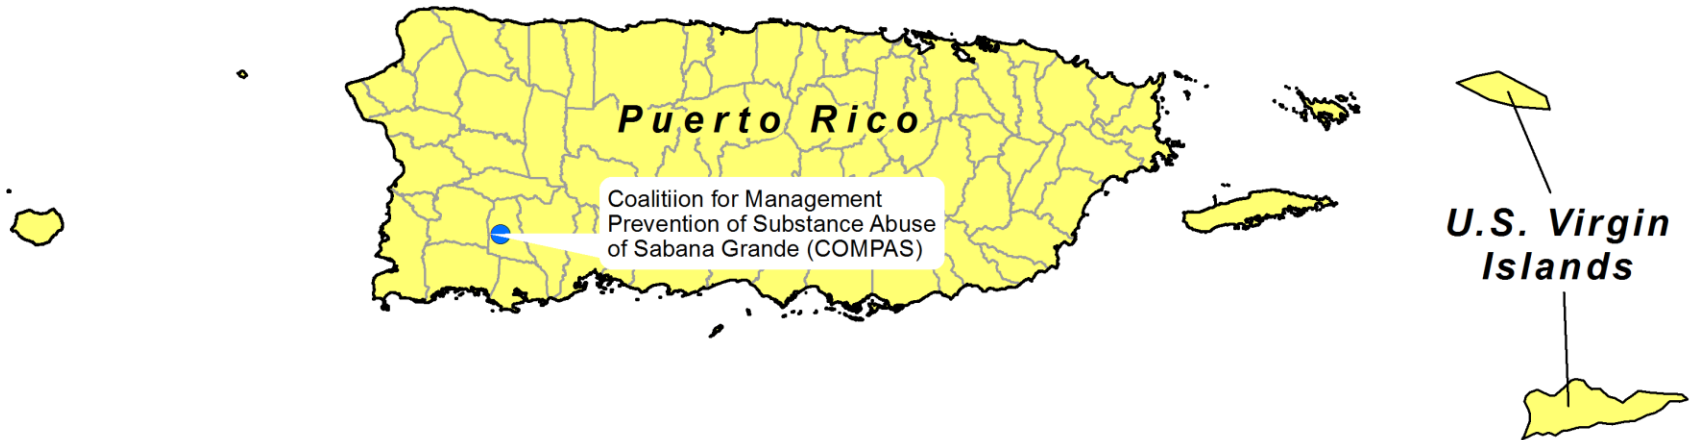 Puerto Rico
Coalitiion for Management
Prevention of Substance Abuse
of Sabana Grande (COMPAS)
U.S. Virgin
Islands